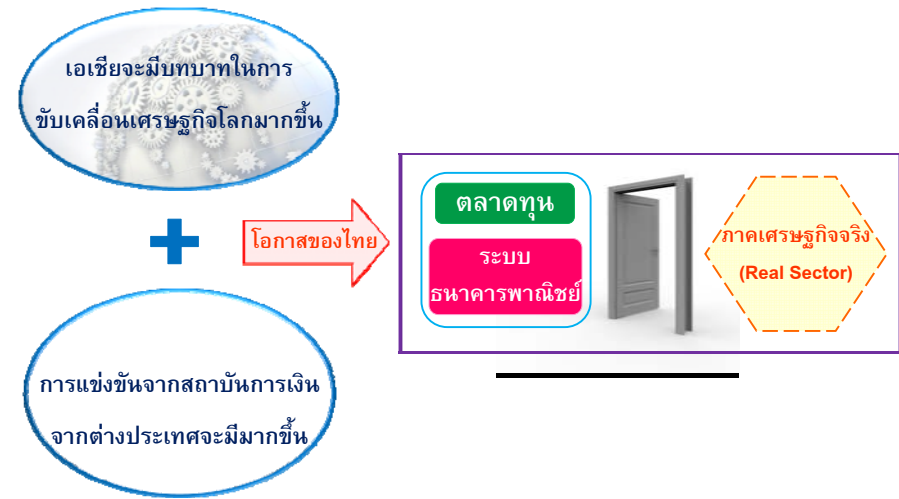 เอเชียจะมีบทบาทในการ
ขับเคลื่อนเศรษฐกิจโลกมากขึ้น
โอกาสของไทย
การแข่งขันจากสถาบันการเงิน
จากต่างประเทศจะมีมากขึ้น
ตลาดทุน
ระบบ
ธนาคารพาณิชย์
ภาคเศรษฐกิจจริง
(Real Sector)